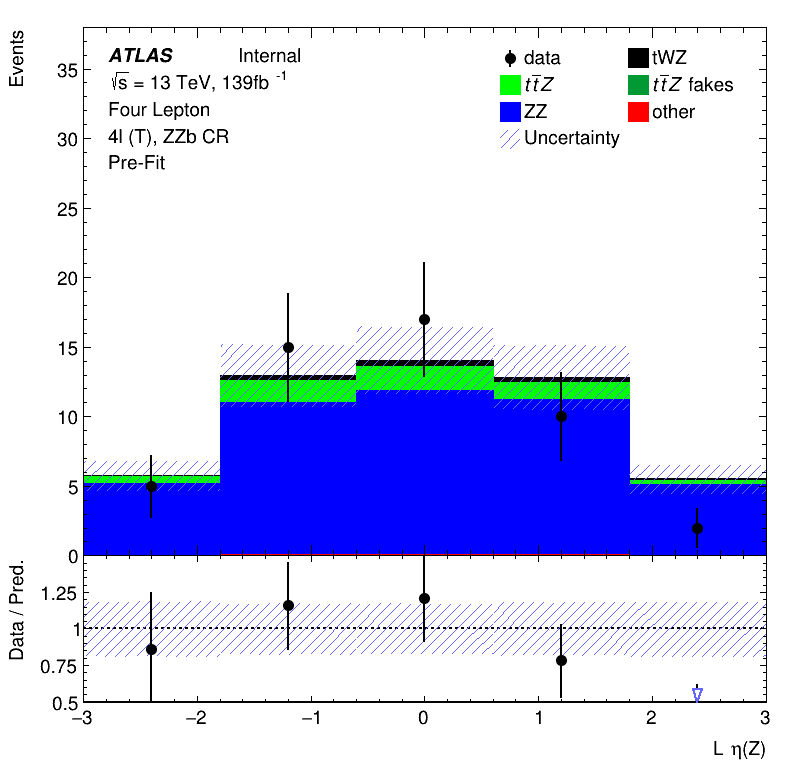 Events
ATLAS Internal
√s = 13 TeV, 139fb -1
Four Lepton
4l (T), ZZb CR
Pre-Fit
data tWZ
tt̄Z tt̄Z fakes
ZZ other
Uncertainty
35
30
25
20
15
10
5
0
Data / Pred.
1.25
1
0.75
0.5
−3 −2 −1 0 1 2 3
L η(Z)